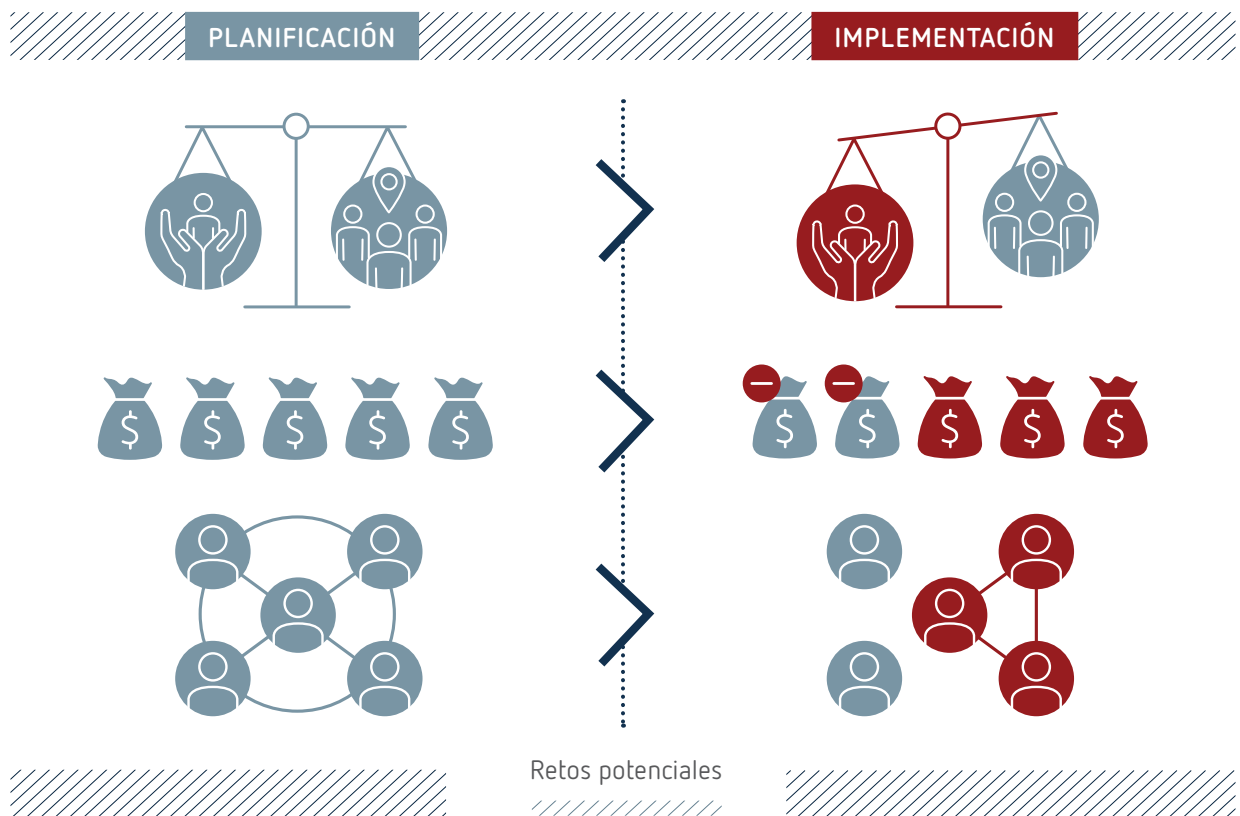 PLANIFICACIÓN
IMPLEMENTACIÓN
$ $ $ $ $
$ $ $ $ $
Retos potenciales